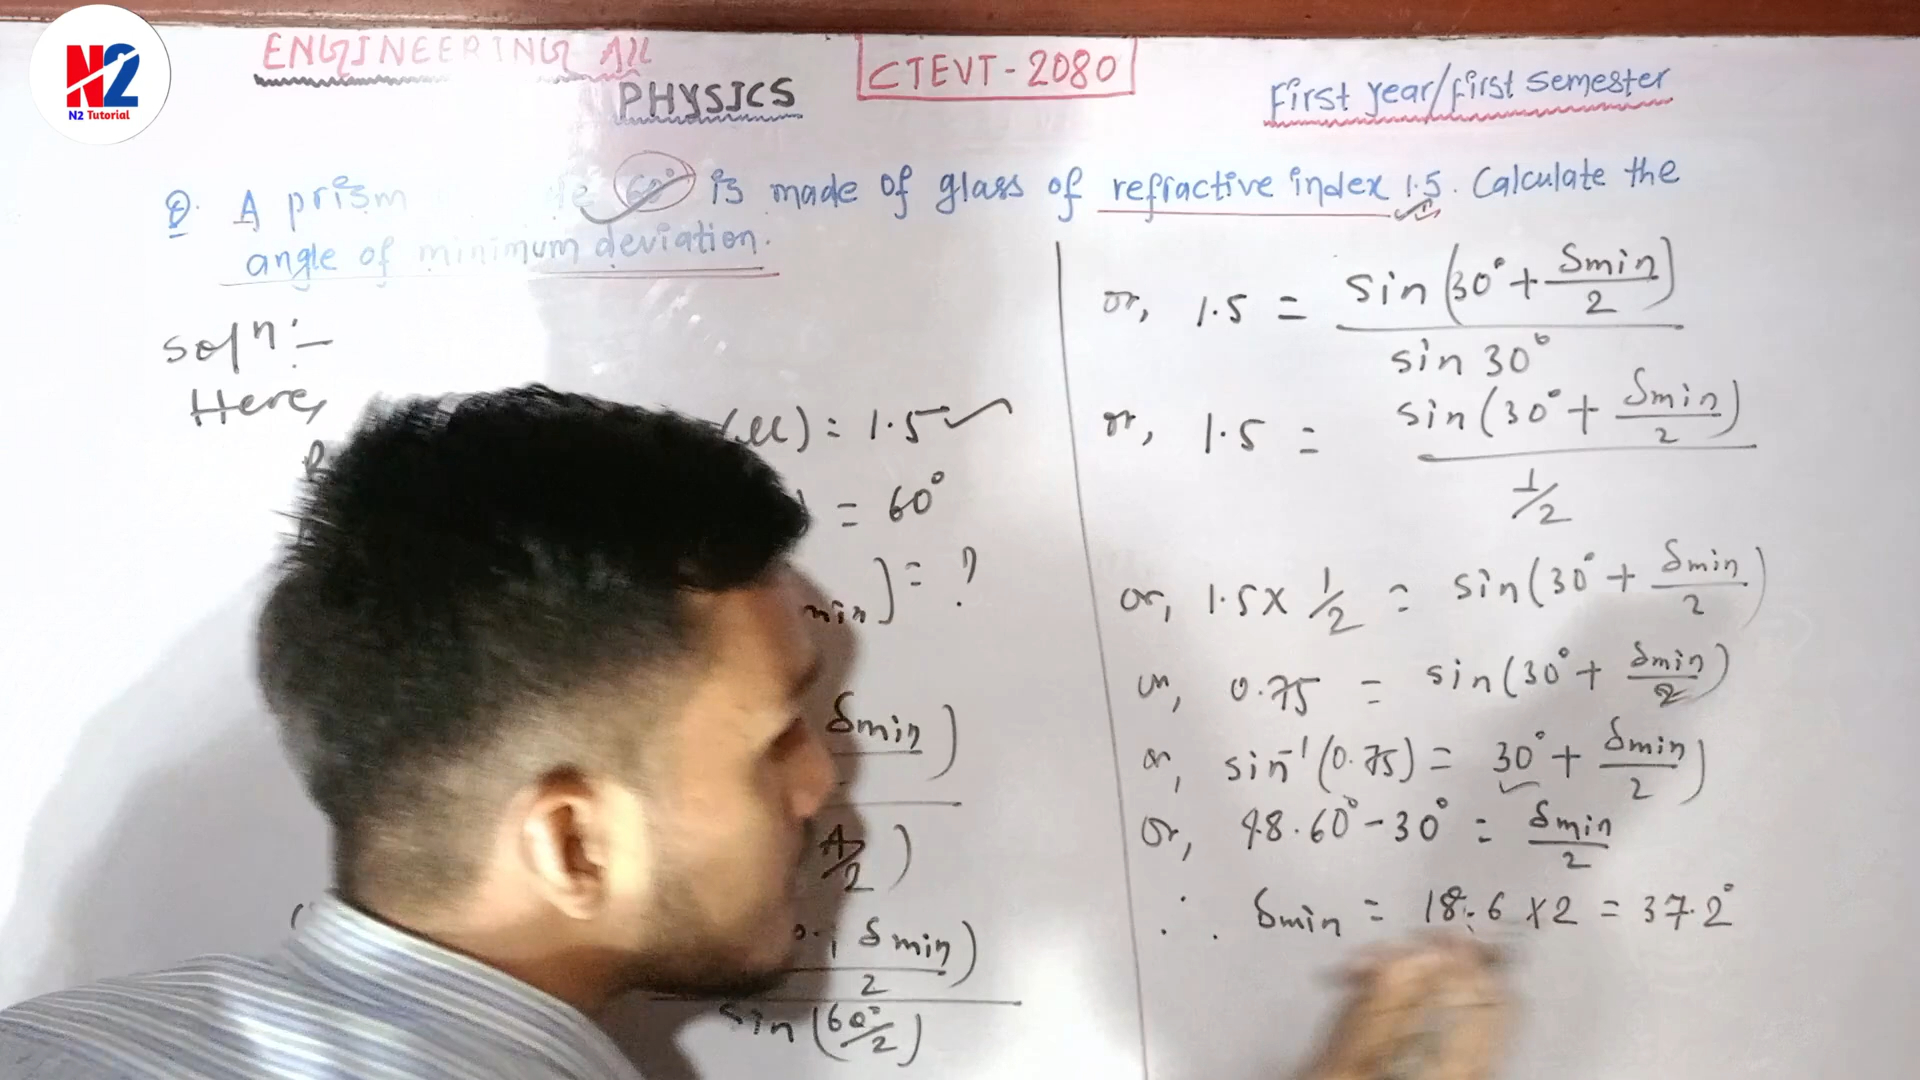 N2
N2 Tutorial
ENGINEERING All
PHYSICS
CTEVT - 2080
First year/first semester
Q. A prism 60° is made of glass of refractive index 1.5. Calculate the
angle of minimum deviation.
Solⁿ:-
Here,
(μ) = 1.5
= 60°
min) = ?
δmin)
A/2)
δmin)
2
sin(60°/2)
or, 1.5 = sin(30° + δmin/2) / sin 30°
or, 1.5 = sin(30° + δmin/2) / 1/2
or, 1.5 x 1/2 = sin(30° + δmin/2)
or, 0.75 = sin(30° + δmin/2)
or, sin⁻¹(0.75) = 30° + δmin/2)
or, 48.60° - 30° = δmin/2
∴ δmin = 18.6 x 2 = 37.2°